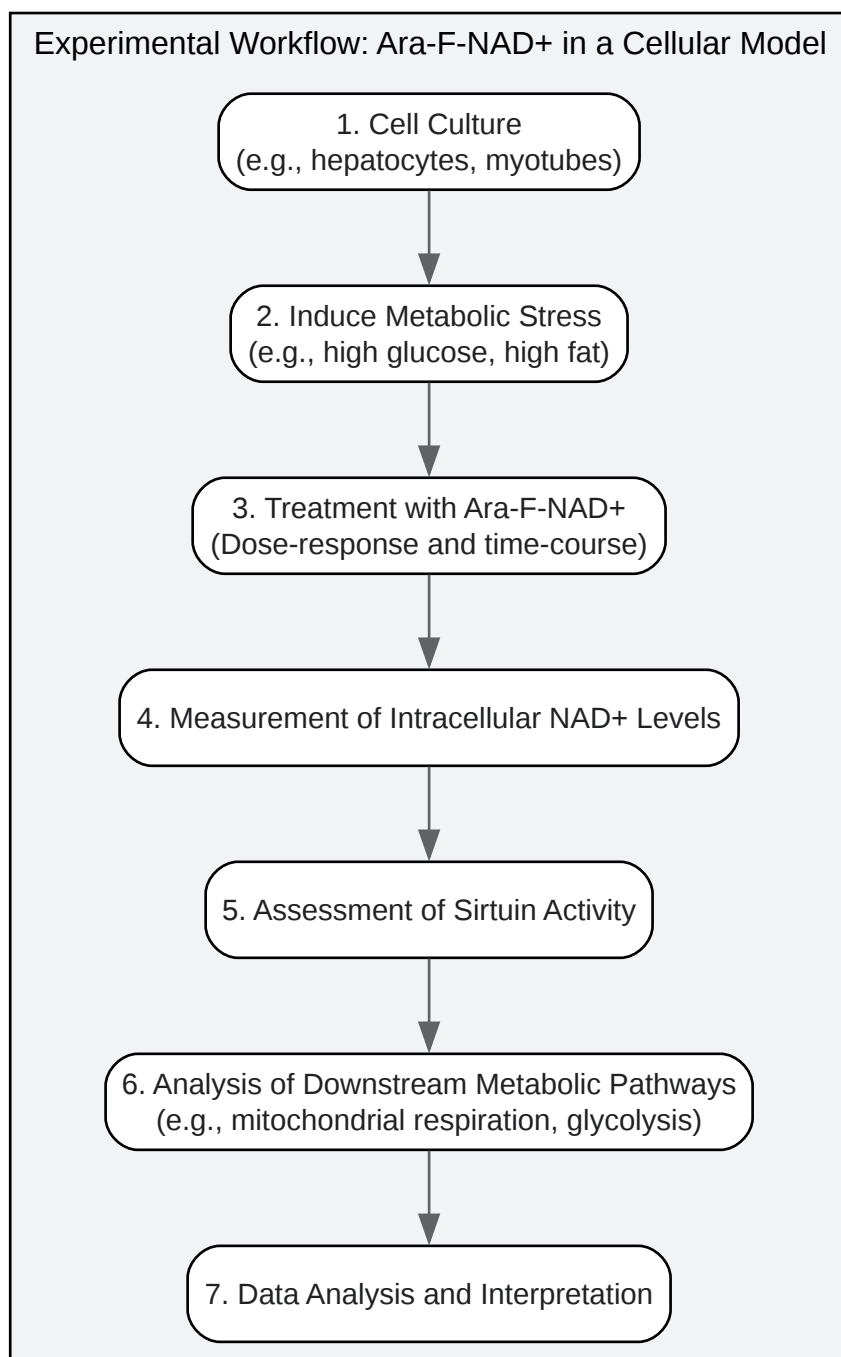 Experimental Workflow: Ara-F-NAD+ in a Cellular Model
1. Cell Culture
(e.g., hepatocytes, myotubes)
2. Induce Metabolic Stress
(e.g., high glucose, high fat)
3. Treatment with Ara-F-NAD+
(Dose-response and time-course)
4. Measurement of Intracellular NAD+ Levels
5. Assessment of Sirtuin Activity
6. Analysis of Downstream Metabolic Pathways
(e.g., mitochondrial respiration, glycolysis)
7. Data Analysis and Interpretation